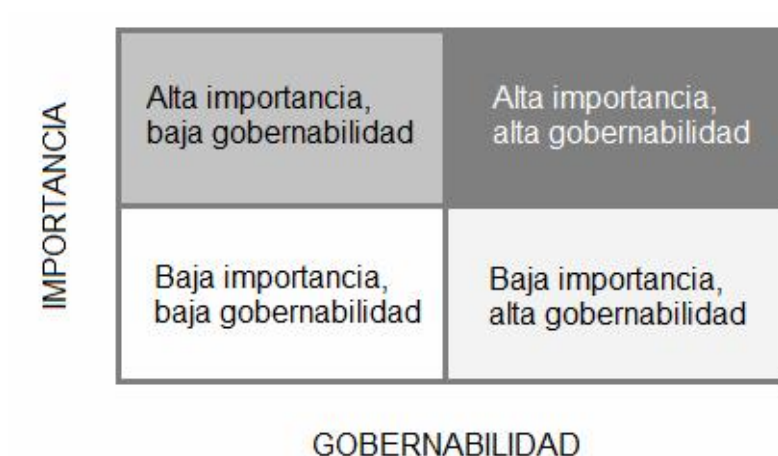 IMPORTANCIA
Alta importancia,
baja gobernabilidad
Alta importancia,
alta gobernabilidad
Baja importancia,
baja gobernabilidad
Baja importancia,
alta gobernabilidad
GOBERNABILIDAD